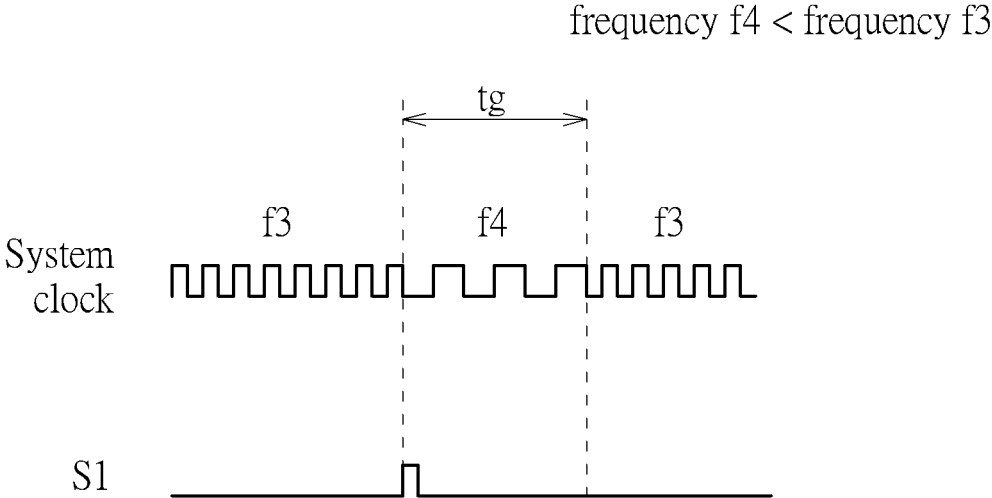 frequency f4 < frequency f3
tg
f3
f4
f3
System
clock
S1